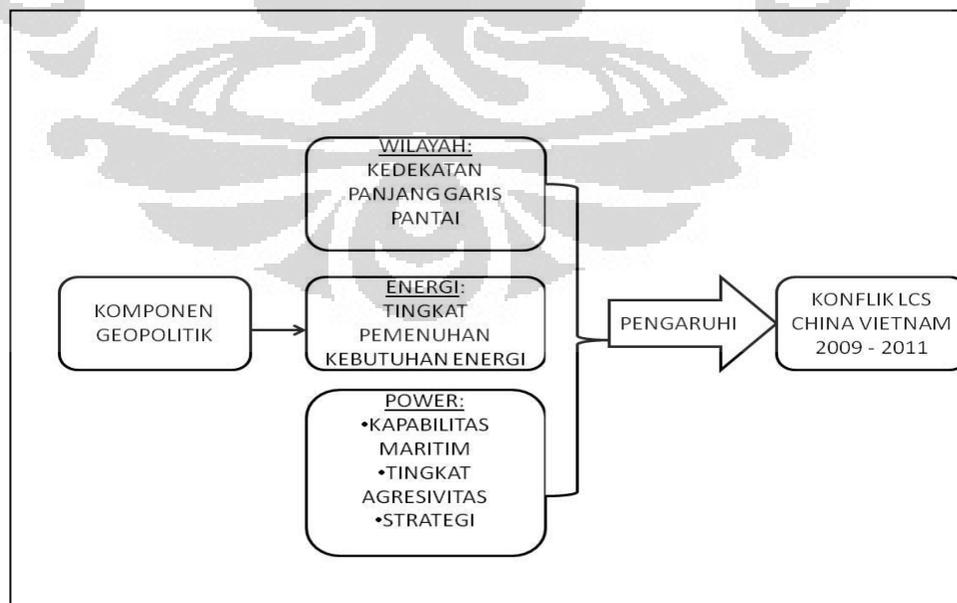 KOMPONEN
GEOPOLITIK
WILAYAH:
KEDEKATAN
PANJANG GARIS
PANTAI
ENERGI:
TINGKAT
PEMENUHAN
KEBUTUHAN ENERGI
POWER:
•KAPABILITAS
MARITIM
•TINGKAT
AGRESIVITAS
•STRATEGI
PENGARUHI
KONFLIK LCS
CHINA VIETNAM
2009 - 2011